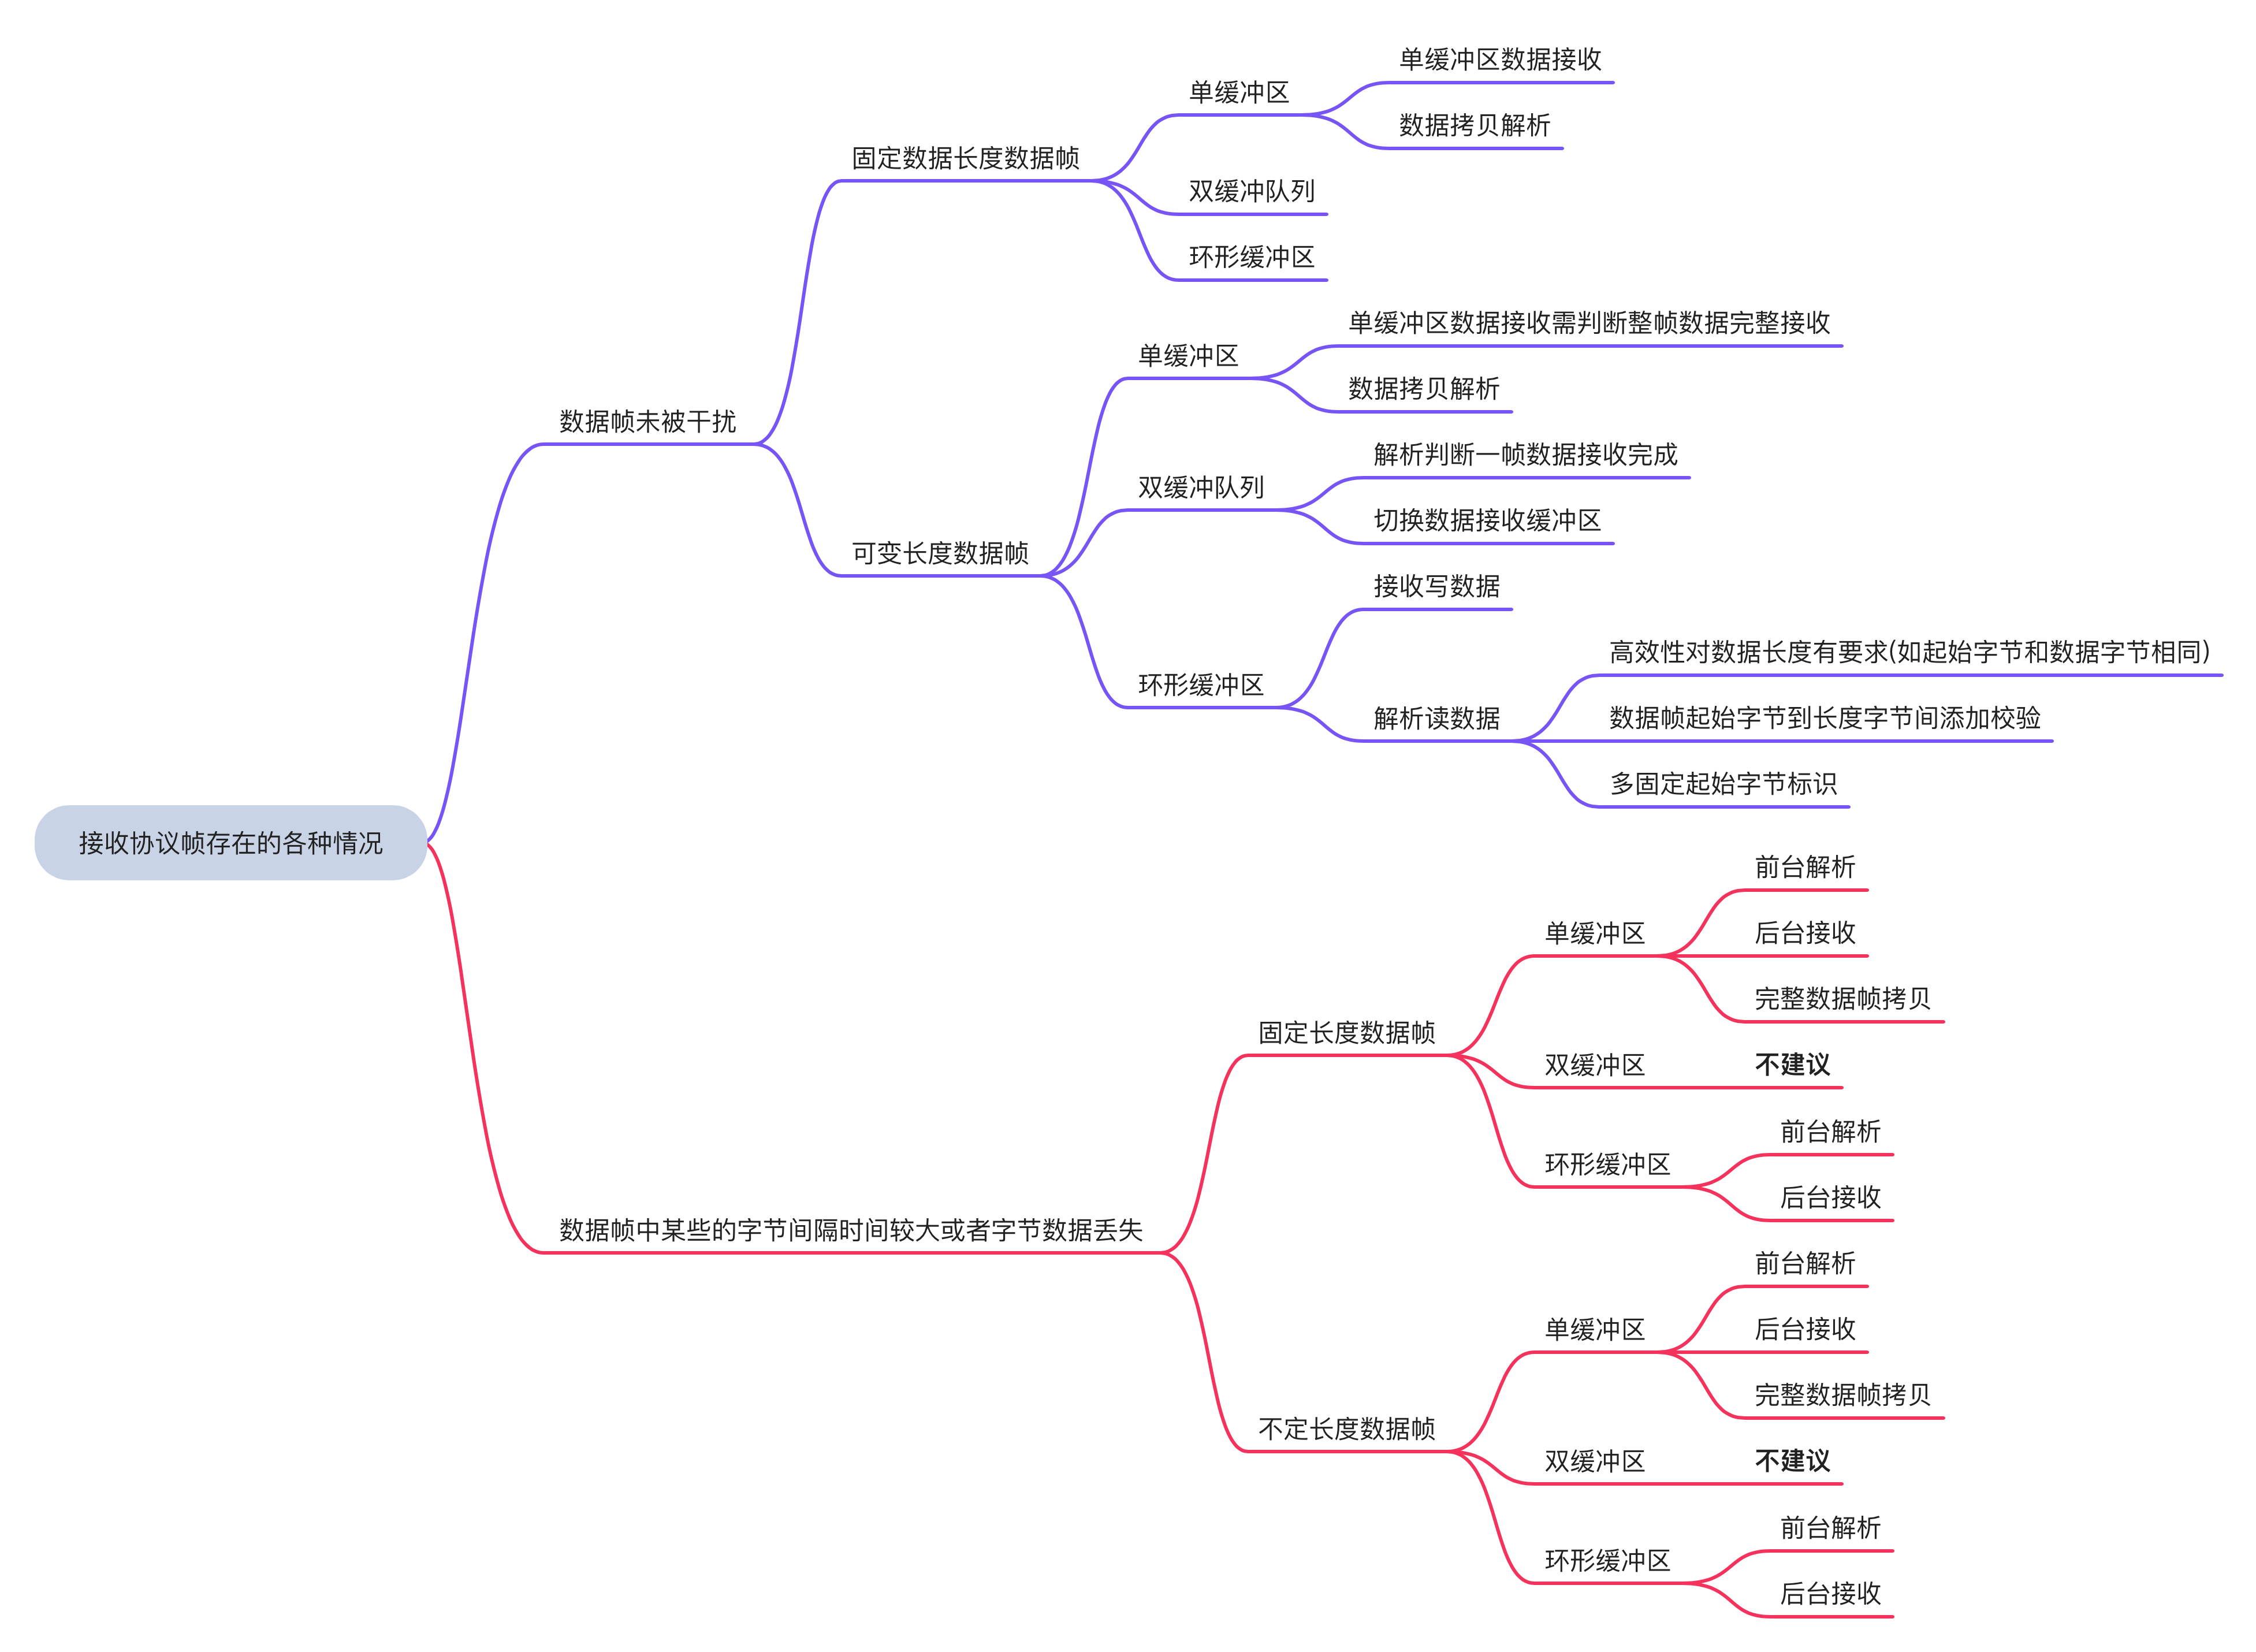 接收协议帧存在的各种情况
数据帧未被干扰
固定数据长度数据帧
单缓冲区
单缓冲区数据接收
数据拷贝解析
双缓冲队列
环形缓冲区
可变长度数据帧
单缓冲区
单缓冲区数据接收需判断整帧数据完整接收
数据拷贝解析
双缓冲队列
解析判断一帧数据接收完成
切换数据接收缓冲区
环形缓冲区
接收写数据
解析读数据
高效性对数据长度有要求(如起始字节和数据字节相同)
数据帧起始字节到长度字节间添加校验
多固定起始字节标识
数据帧中某些的字节间隔时间较大或者字节数据丢失
固定长度数据帧
单缓冲区
前台解析
后台接收
完整数据帧拷贝
双缓冲区
不建议
环形缓冲区
前台解析
后台接收
不定长度数据帧
单缓冲区
前台解析
后台接收
完整数据帧拷贝
双缓冲区
不建议
环形缓冲区
前台解析
后台接收